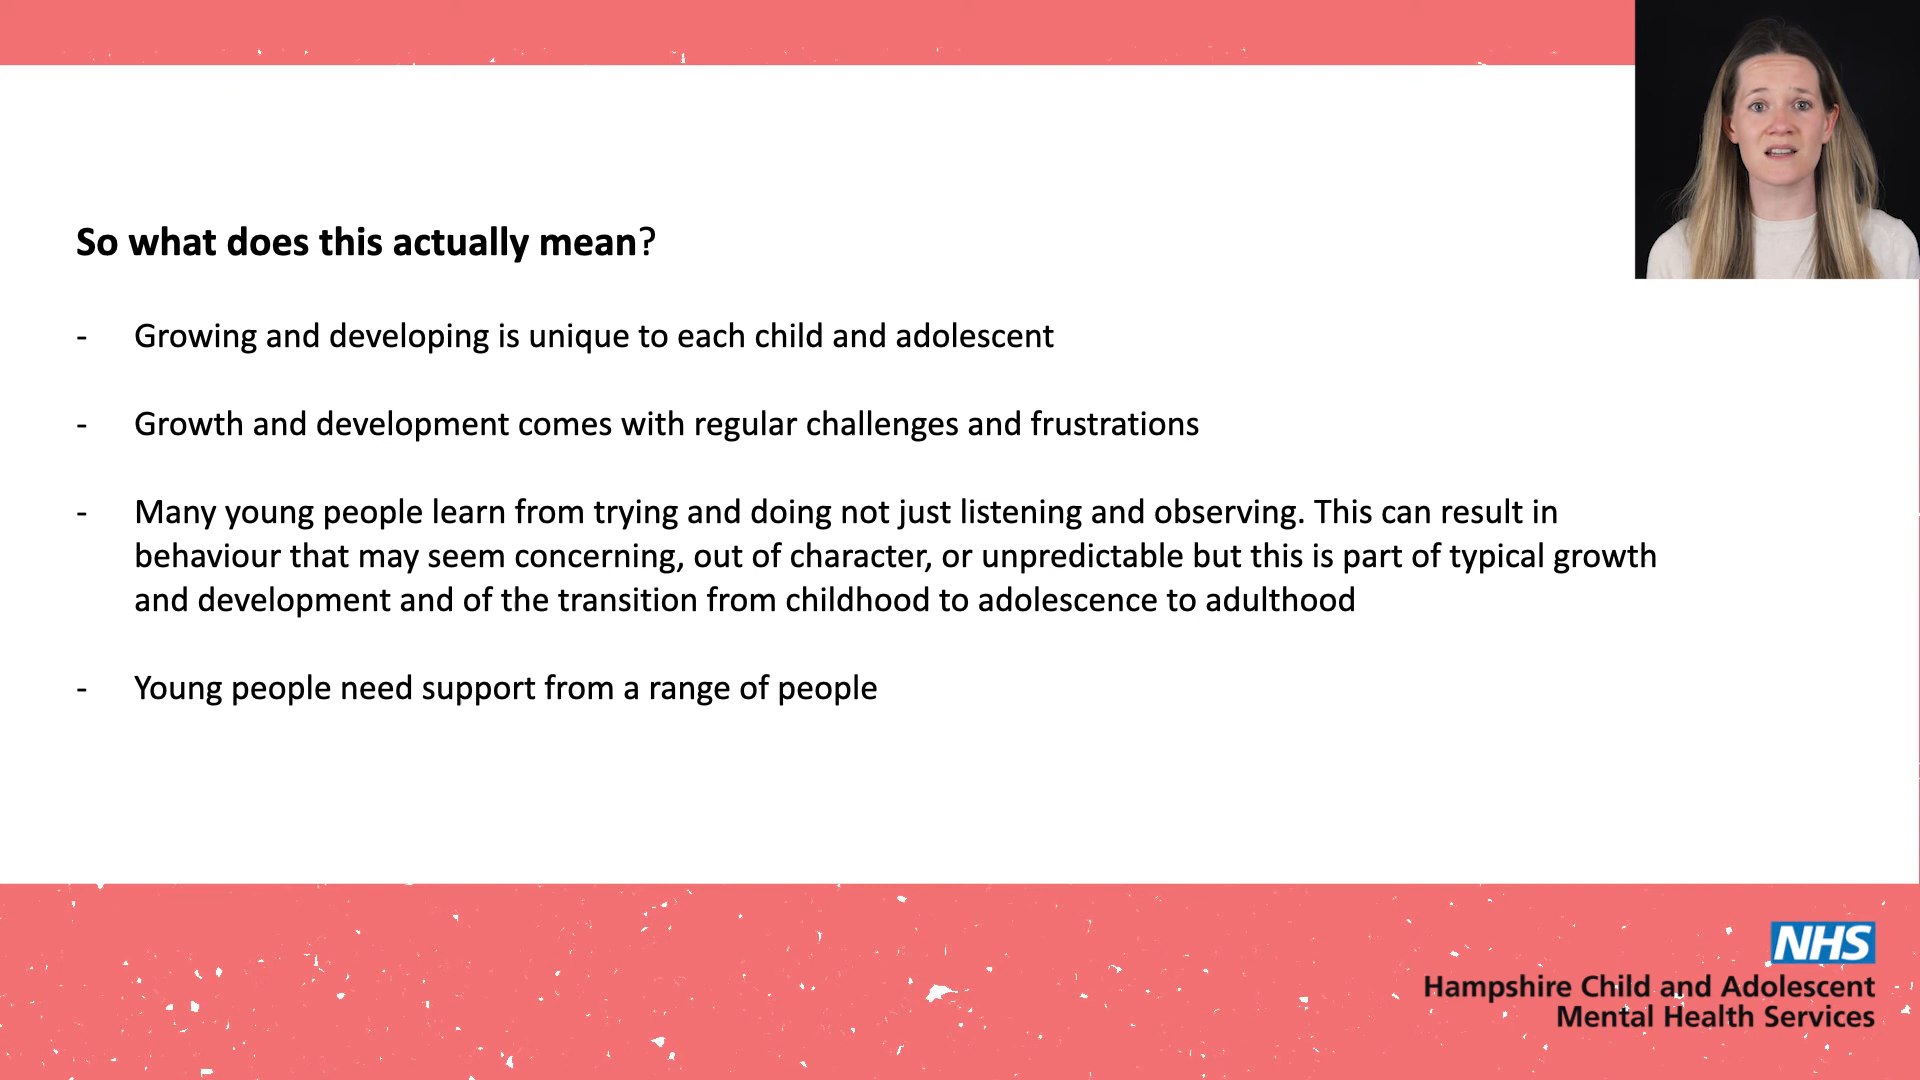 So what does this actually mean?
- Growing and developing is unique to each child and adolescent
- Growth and development comes with regular challenges and frustrations
- Many young people learn from trying and doing not just listening and observing. This can result in
behaviour that may seem concerning, out of character, or unpredictable but this is part of typical growth
and development and of the transition from childhood to adolescence to adulthood
- Young people need support from a range of people
NHS
Hampshire Child and Adolescent
Mental Health Services